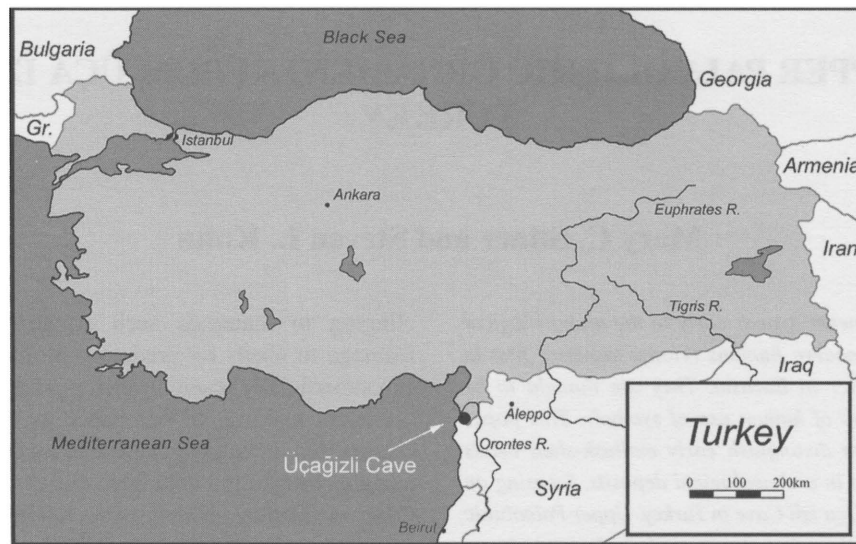 Black Sea
Bulgaria
Georgia
Gr.
Istanbul
Armenia
Ankara
Euphrates R.
Iran
Tigris R.
Iraq
Aleppo
Turkey
Mediterranean Sea
Orontes R.
Üçağizli Cave
Syria
0 100 200km
Beirut